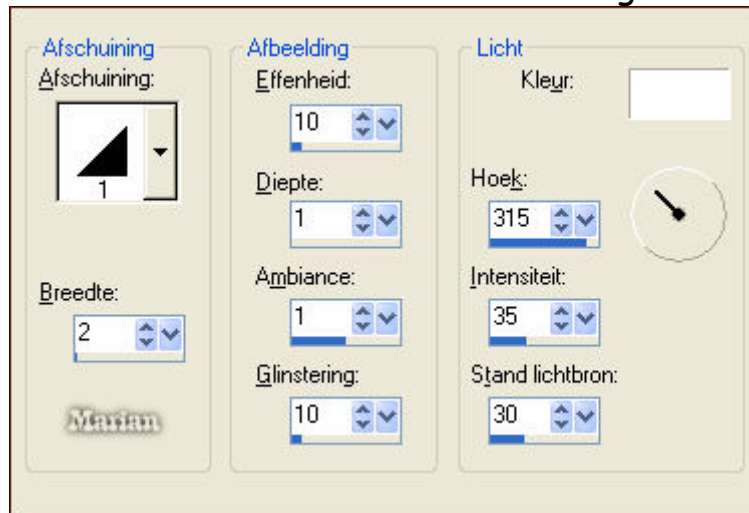 Afschuining
Afschuining:
1
Breedte:
2
Marian
Afbeelding
Effenheid:
10
Diepte:
1
Ambiance:
1
Glinstering:
10
Licht
Kleur:
Hoek:
315
Intensiteit:
35
Stand lichtbron:
30